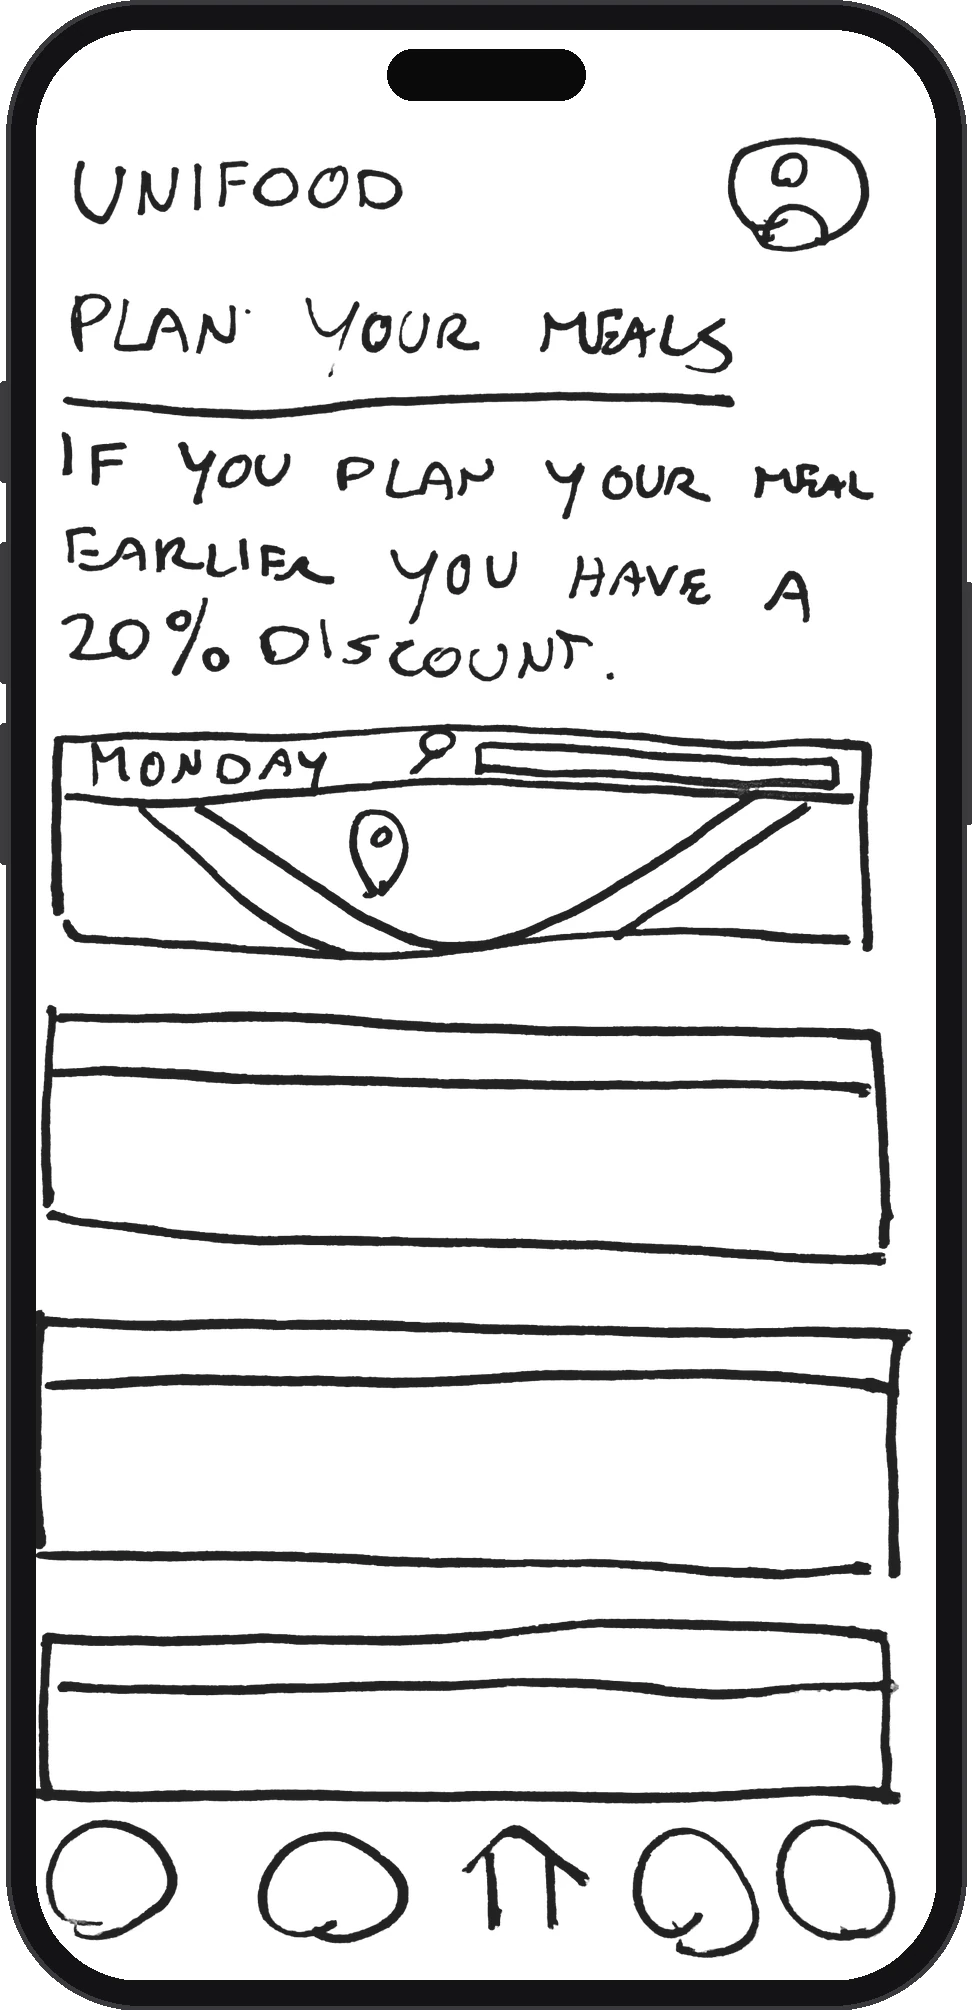 UNIFOOD
PLAN YOUR MEALS
IF YOU PLAN YOUR MEAL
EARLIER YOU HAVE A
20% DISCOUNT.
MONDAY